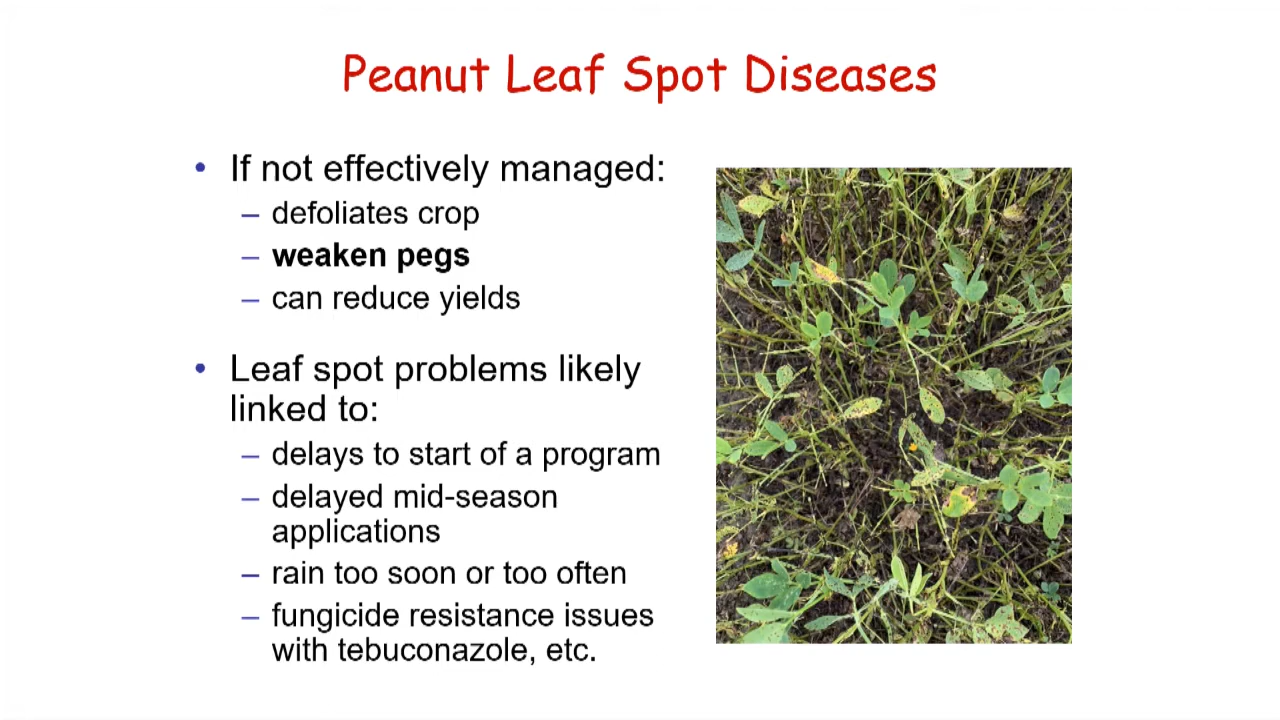 Peanut Leaf Spot Diseases
• If not effectively managed:
– defoliates crop
– weaken pegs
– can reduce yields
• Leaf spot problems likely
linked to:
– delays to start of a program
– delayed mid-season
applications
– rain too soon or too often
– fungicide resistance issues
with tebuconazole, etc.